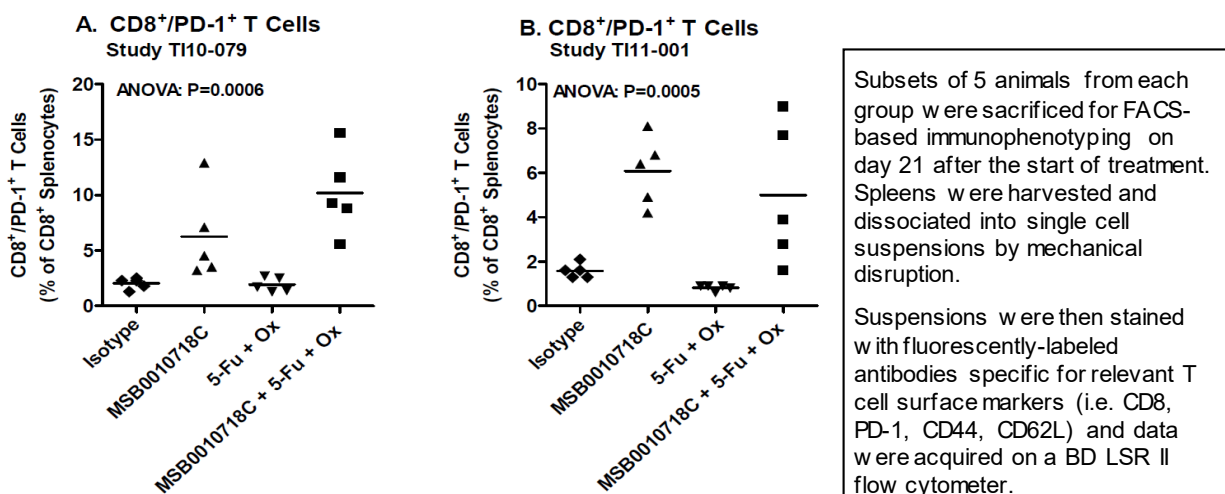 A. CD8+/PD-1+ T Cells
Study TI10-079
ANOVA: P=0.0006
CD8+/PD-1+ T Cells
(% of CD8+ Splenocytes)
20
15
10
5
0
Isotype
MSB0010718C
5-Fu + Ox
MSB0010718C + 5-Fu + Ox
B. CD8+/PD-1+ T Cells
Study TI11-001
ANOVA: P=0.0005
CD8+/PD-1+ T Cells
(% of CD8+ Splenocytes)
10
8
6
4
2
0
Isotype
MSB0010718C
5-Fu + Ox
MSB0010718C + 5-Fu + Ox
Subsets of 5 animals from each
group were sacrificed for FACS-
based immunophenotyping on
day 21 after the start of treatment.
Spleens were harvested and
dissociated into single cell
suspensions by mechanical
disruption.
Suspensions were then stained
with fluorescently-labeled
antibodies specific for relevant T
cell surface markers (i.e. CD8,
PD-1, CD44, CD62L) and data
were acquired on a BD LSR II
flow cytometer.